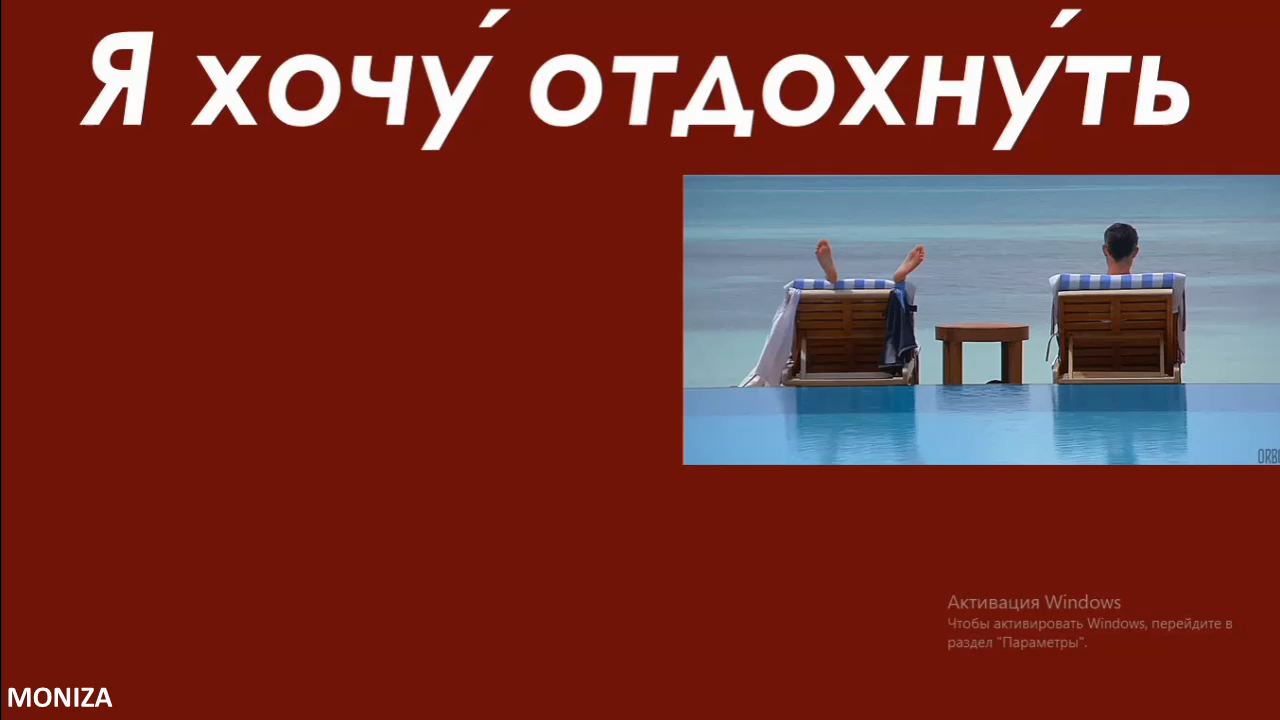 Я хочу́ отдохну́ть
Активация Windows
Чтобы активировать Windows, перейдите в
раздел "Параметры".
MONIZA